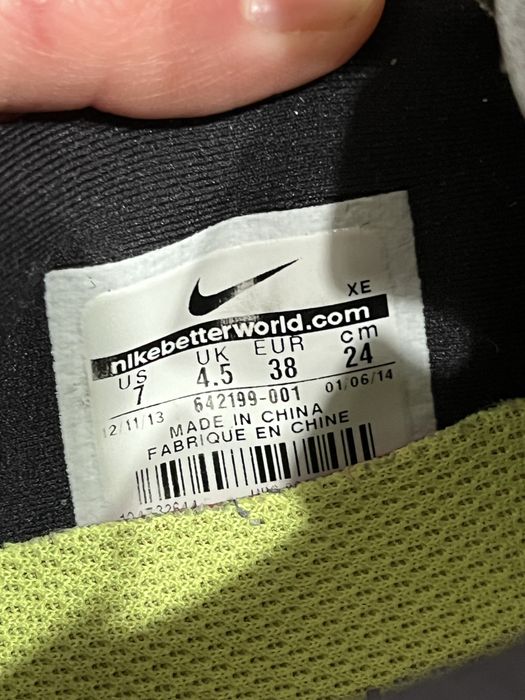 XE
nikebetterworld.com
US UK EUR cm
7 4.5 38 24
12/11/13 642199-001 01/06/14
MADE IN CHINA
FABRIQUE EN CHINE